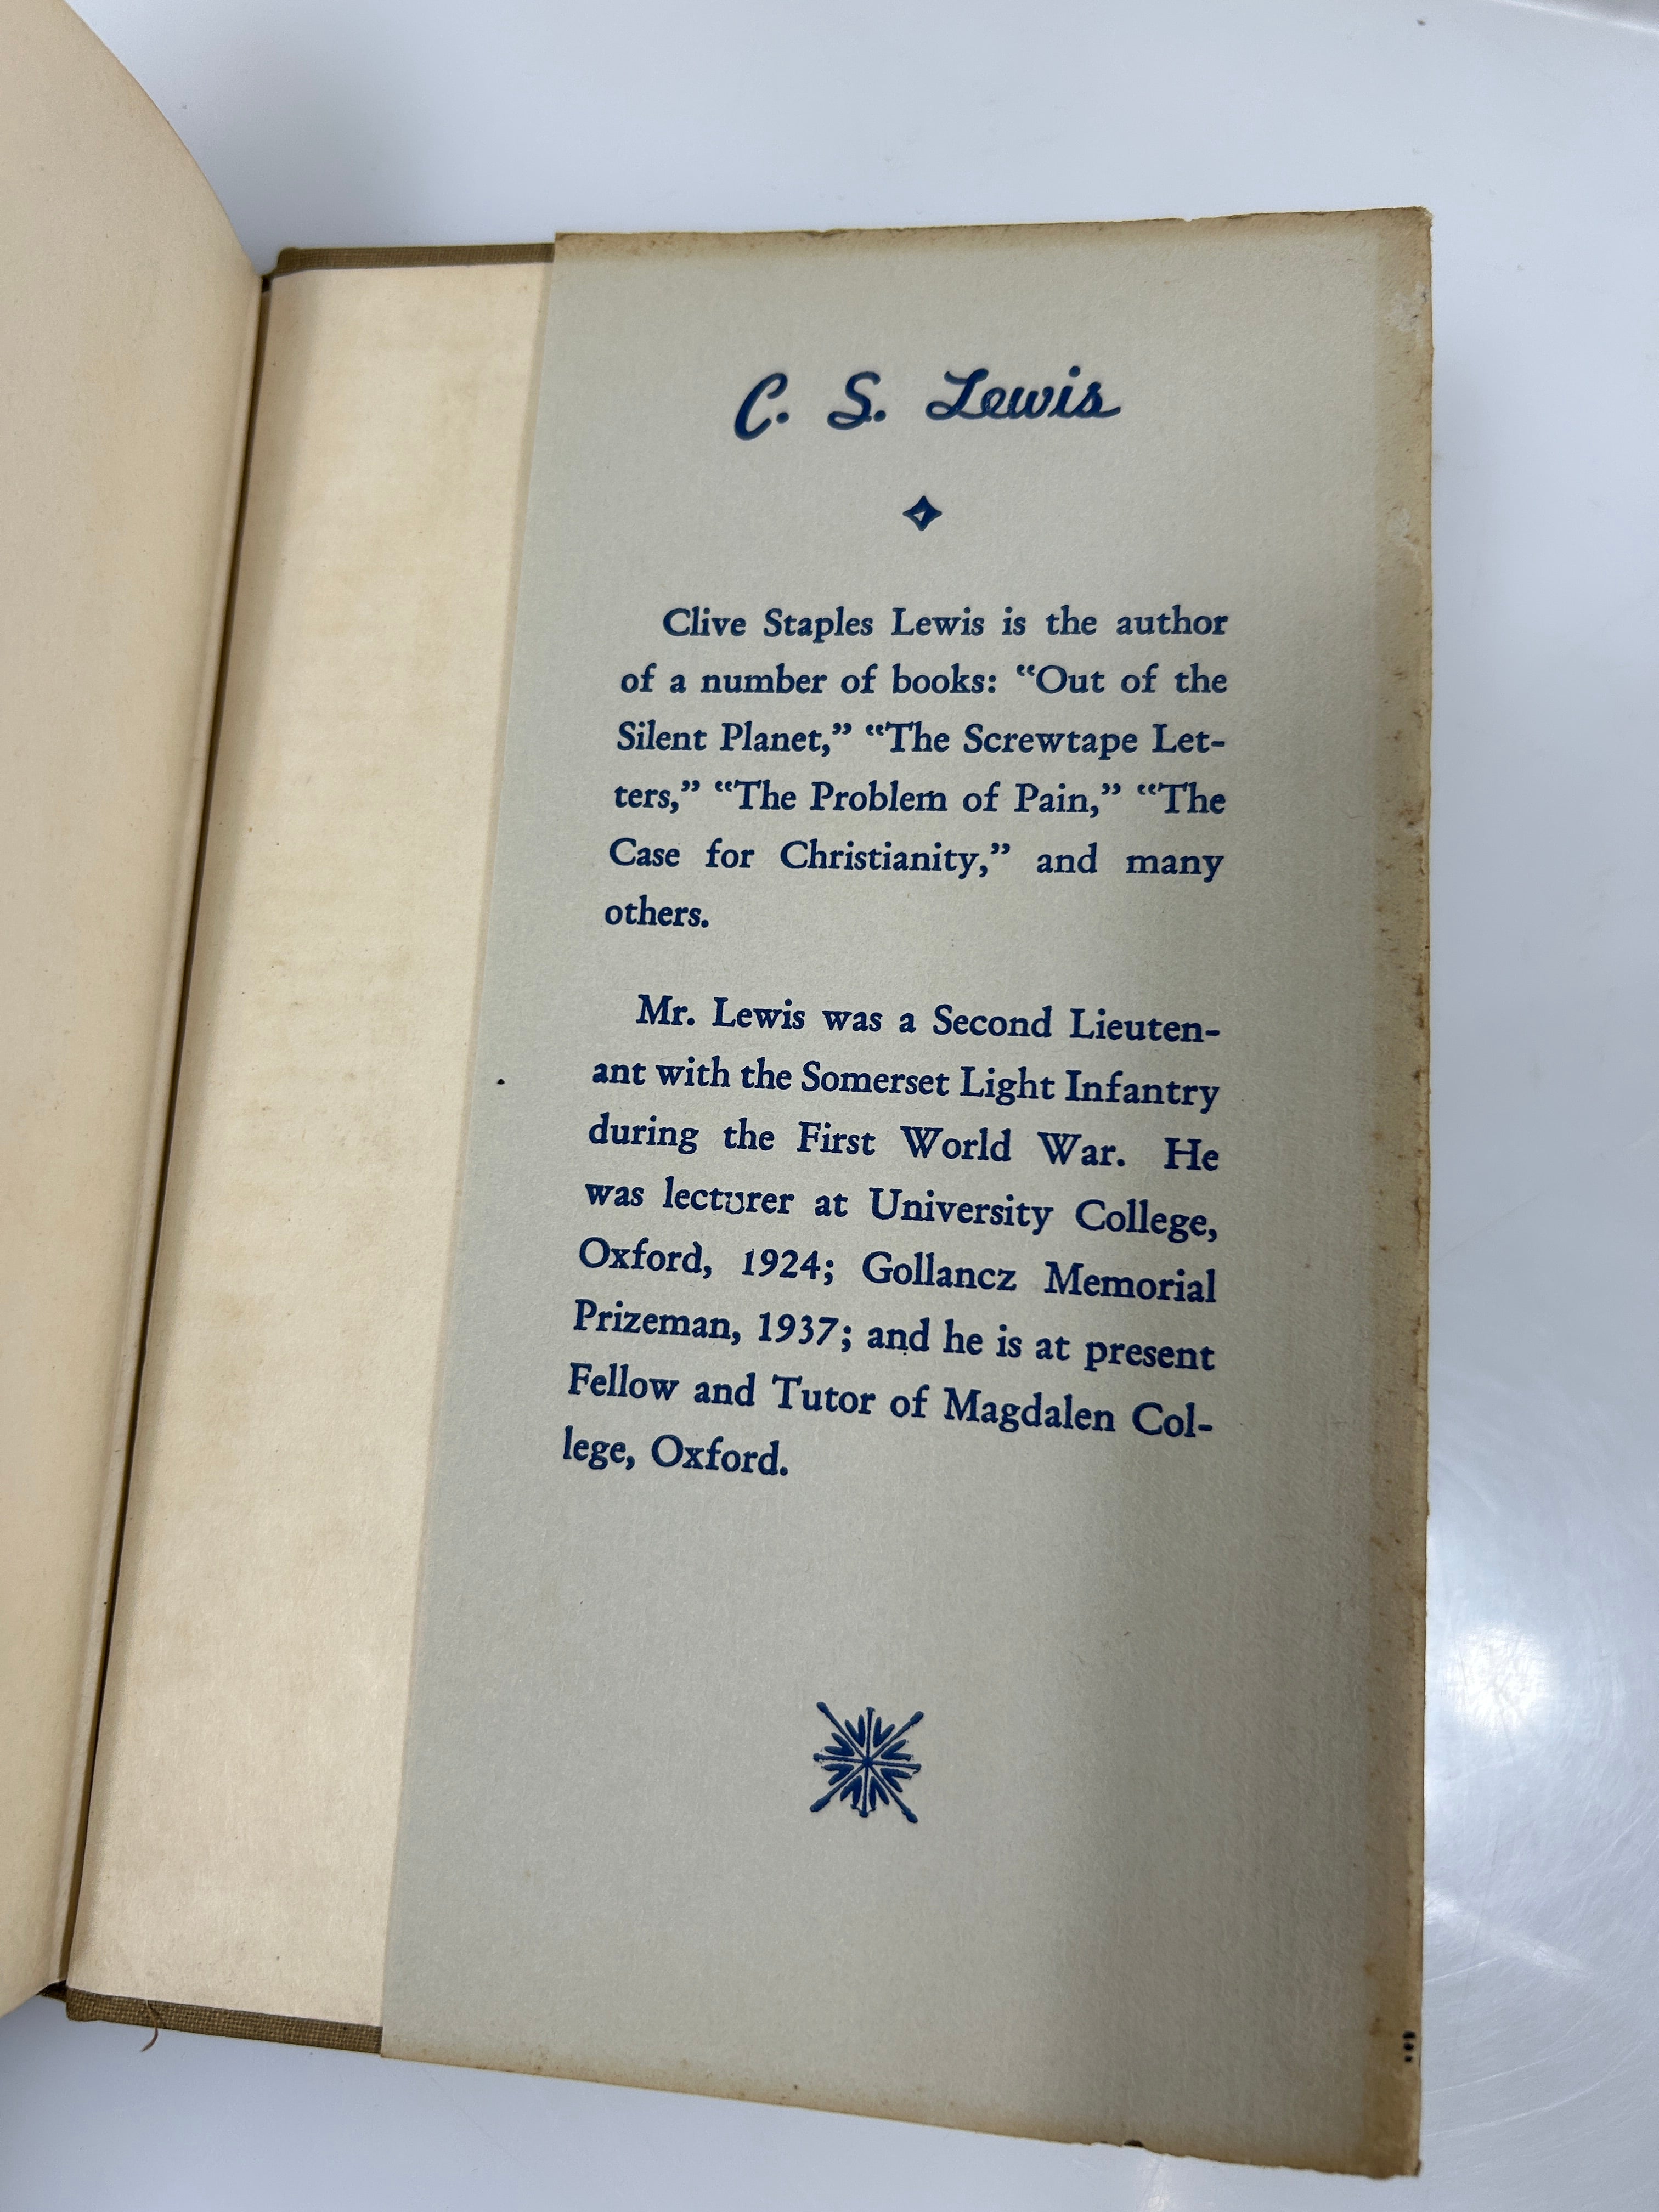 C. S. Lewis
Clive Staples Lewis is the author
of a number of books: “Out of the
Silent Planet,” “The Screwtape Let-
ters,” “The Problem of Pain,” “The
Case for Christianity,” and many
others.
Mr. Lewis was a Second Lieuten-
ant with the Somerset Light Infantry
during the First World War. He
was lecturer at University College,
Oxford, 1924; Gollancz Memorial
Prizeman, 1937; and he is at present
Fellow and Tutor of Magdalen Col-
lege, Oxford.